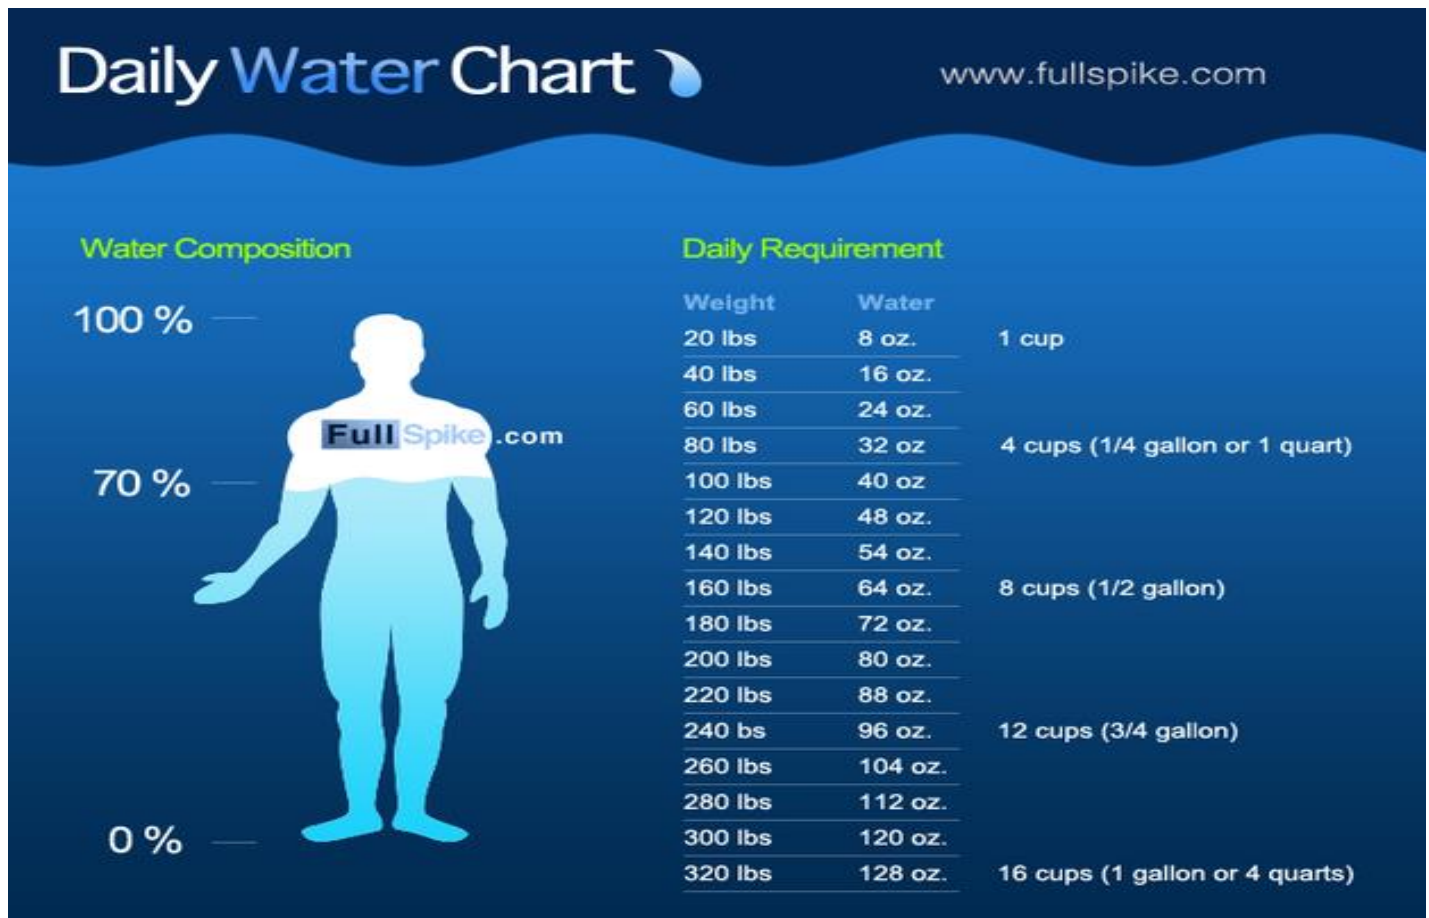 Daily Water Chart
www.fullspike.com
Water Composition
100 %
FullSpike.com
70 %
0 %
Daily Requirement
Weight Water
20 lbs 8 oz. 1 cup
40 lbs 16 oz.
60 lbs 24 oz.
80 lbs 32 oz 4 cups (1/4 gallon or 1 quart)
100 lbs 40 oz
120 lbs 48 oz.
140 lbs 54 oz.
160 lbs 64 oz. 8 cups (1/2 gallon)
180 lbs 72 oz.
200 lbs 80 oz.
220 lbs 88 oz.
240 bs 96 oz. 12 cups (3/4 gallon)
260 lbs 104 oz.
280 lbs 112 oz.
300 lbs 120 oz.
320 lbs 128 oz. 16 cups (1 gallon or 4 quarts)